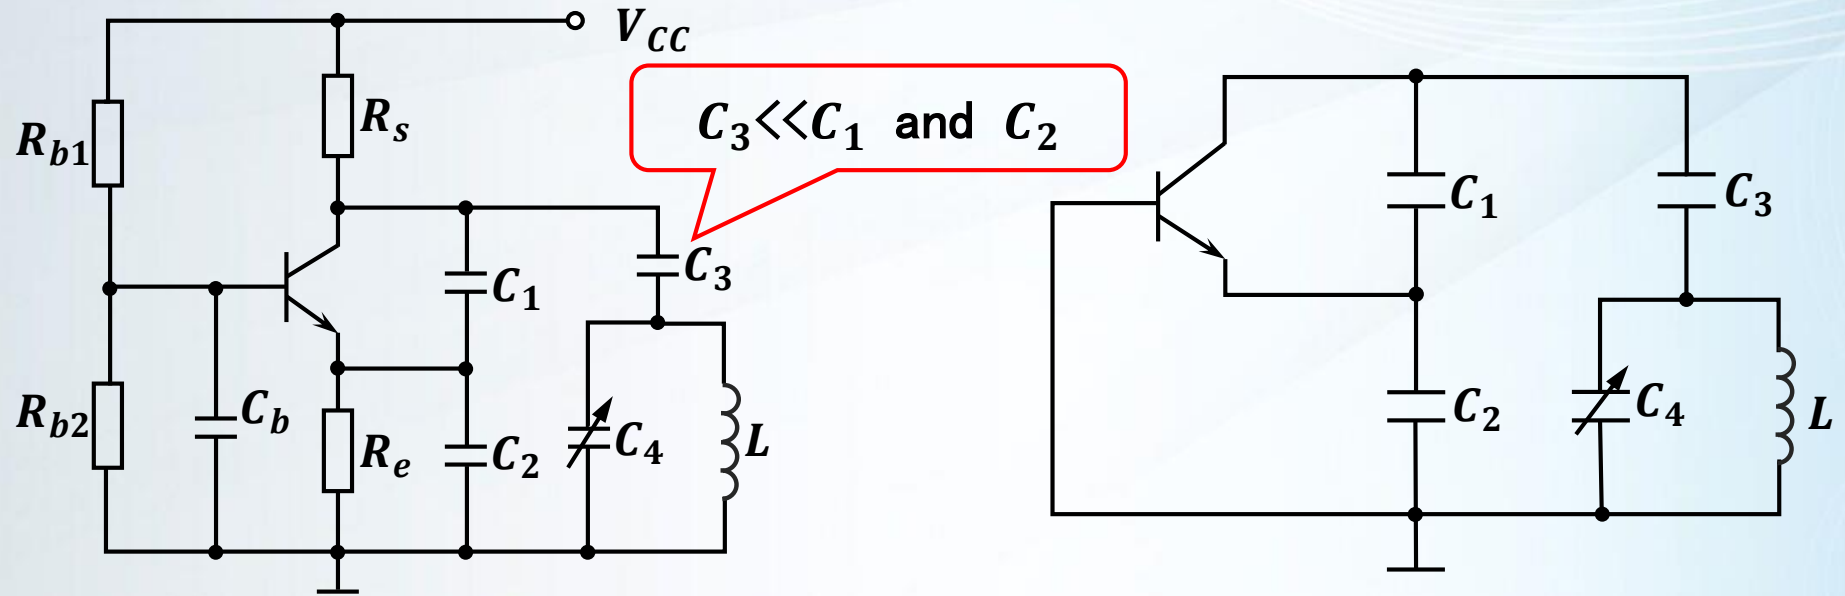 V_CC
R_b1
R_s
C_3<<C_1 and C_2
C_1
C_3
R_b2
C_b
R_e
C_2
C_4
L
C_1
C_3
C_2
C_4
L